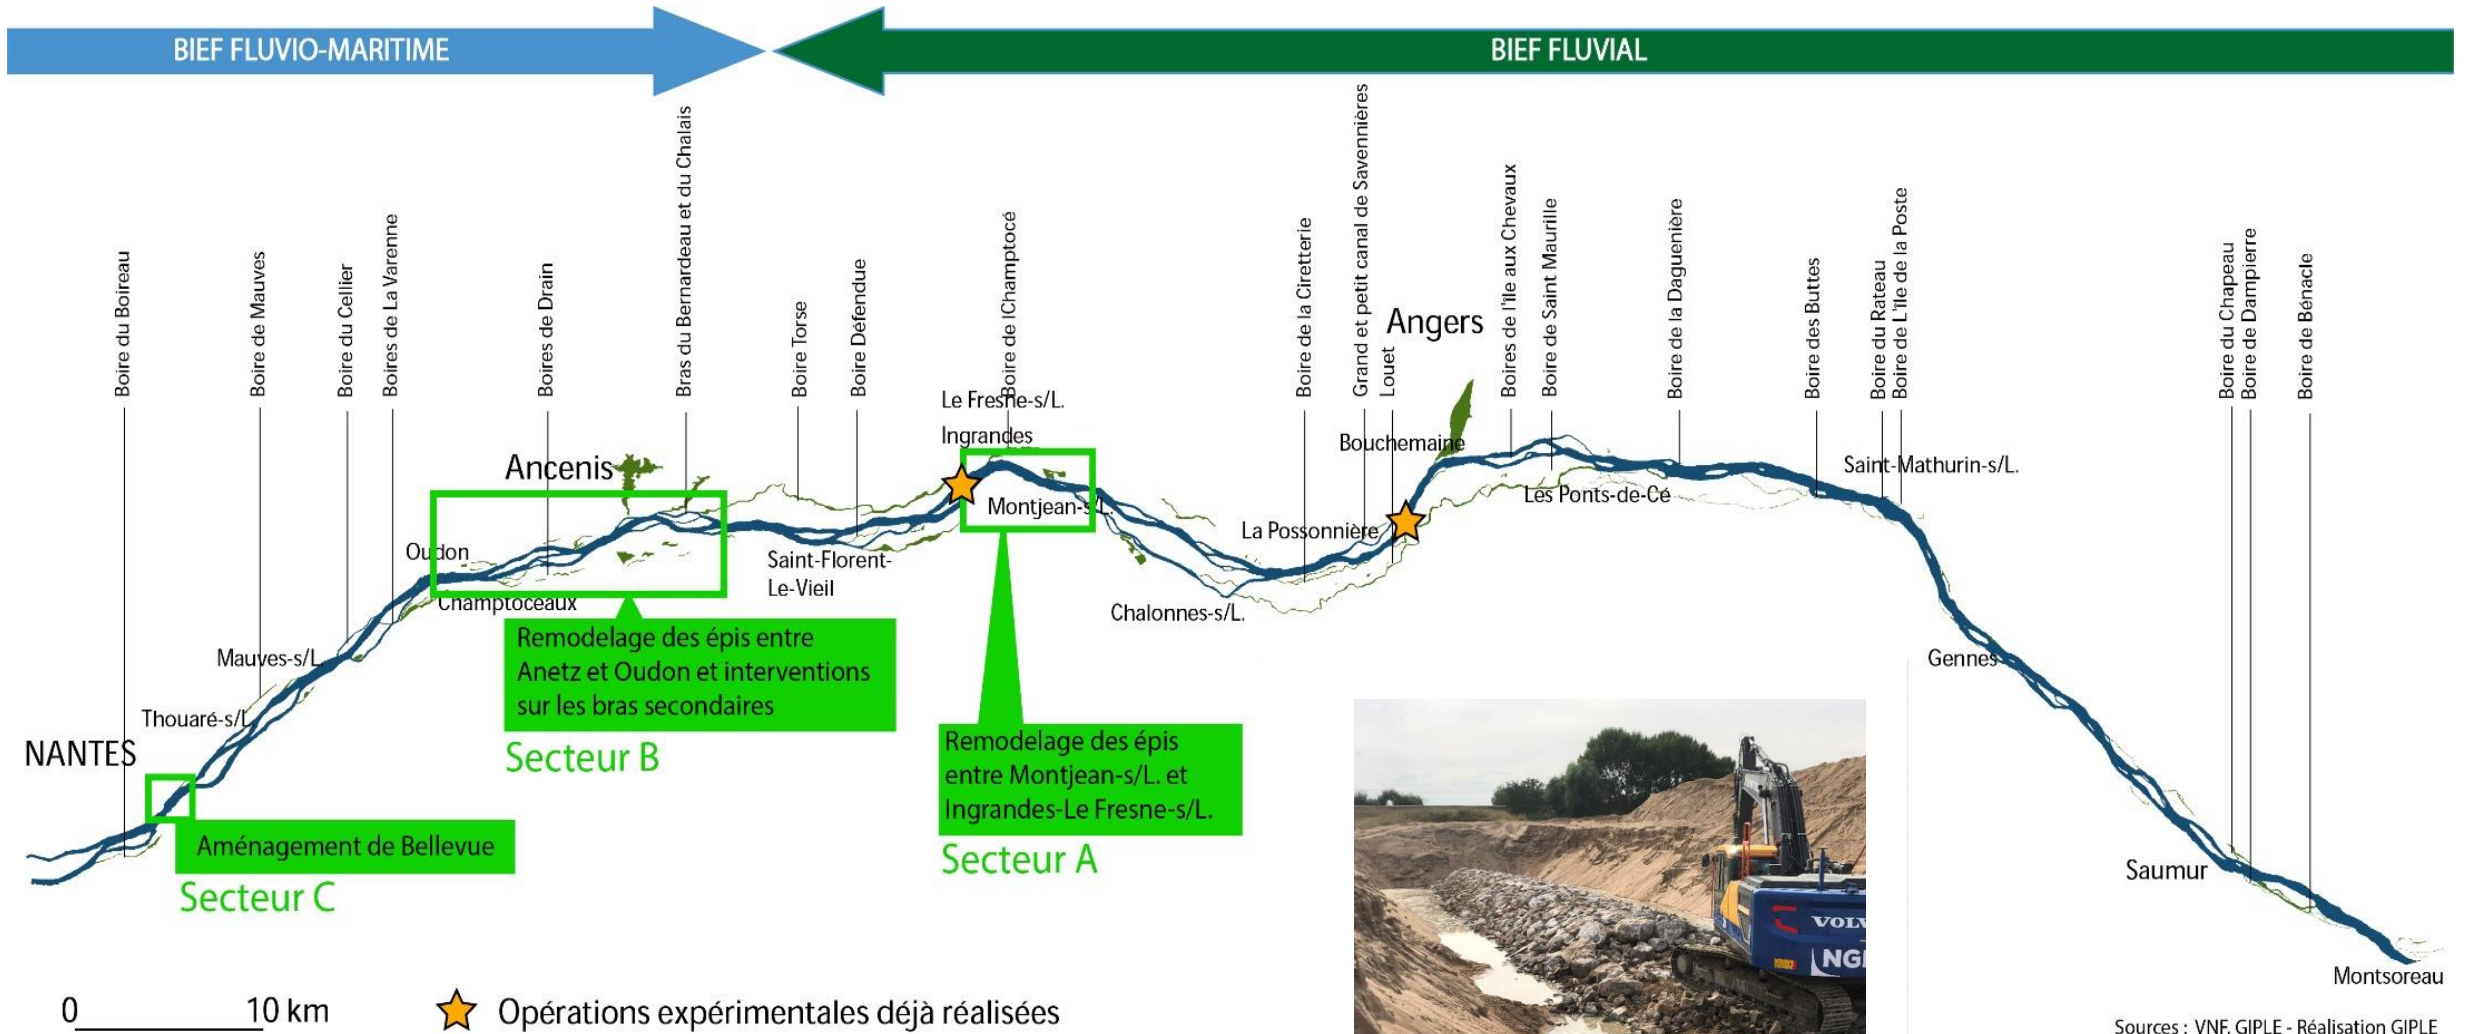 BIEF FLUVIO-MARITIME
BIEF FLUVIAL
Boire du Boireau
Boire de Mauves
Boire du Cellier
Boires de La Varenne
Boires de Drain
Bras du Bernardeau et du Chalais
Boire Torse
Boire Défendue
Boire de lChamptocé
Boire de la Ciretterie
Grand et petit canal de Savennières
Louet
Boires de l'île aux Chevaux
Boire de Saint Maurille
Boire de la Daguenière
Boire des Buttes
Boire du Rateau
Boire de L'île de la Poste
Boire du Chapeau
Boire de Dampierre
Boire de Bénacle
Angers
Le Fresne-s/L.
Ingrandes
Bouchemaine
Ancenis
Saint-Mathurin-s/L.
Les Ponts-de-Cé
Montjean-s/L.
La Possonnière
Oudon
Saint-Florent-
Le-Vieil
Champtoceaux
Chalonnes-s/L.
Remodelage des épis entre
Anetz et Oudon et interventions
sur les bras secondaires
Secteur B
Mauves-s/L.
Gennes
Thouaré-s/L.
NANTES
Remodelage des épis
entre Montjean-s/L. et
Ingrandes-Le Fresne-s/L.
Secteur A
Aménagement de Bellevue
Secteur C
Saumur
VOLV
NGE
Montsoreau
0 10 km
Opérations expérimentales déjà réalisées
Sources : VNF, GIPLE - Réalisation GIPLE